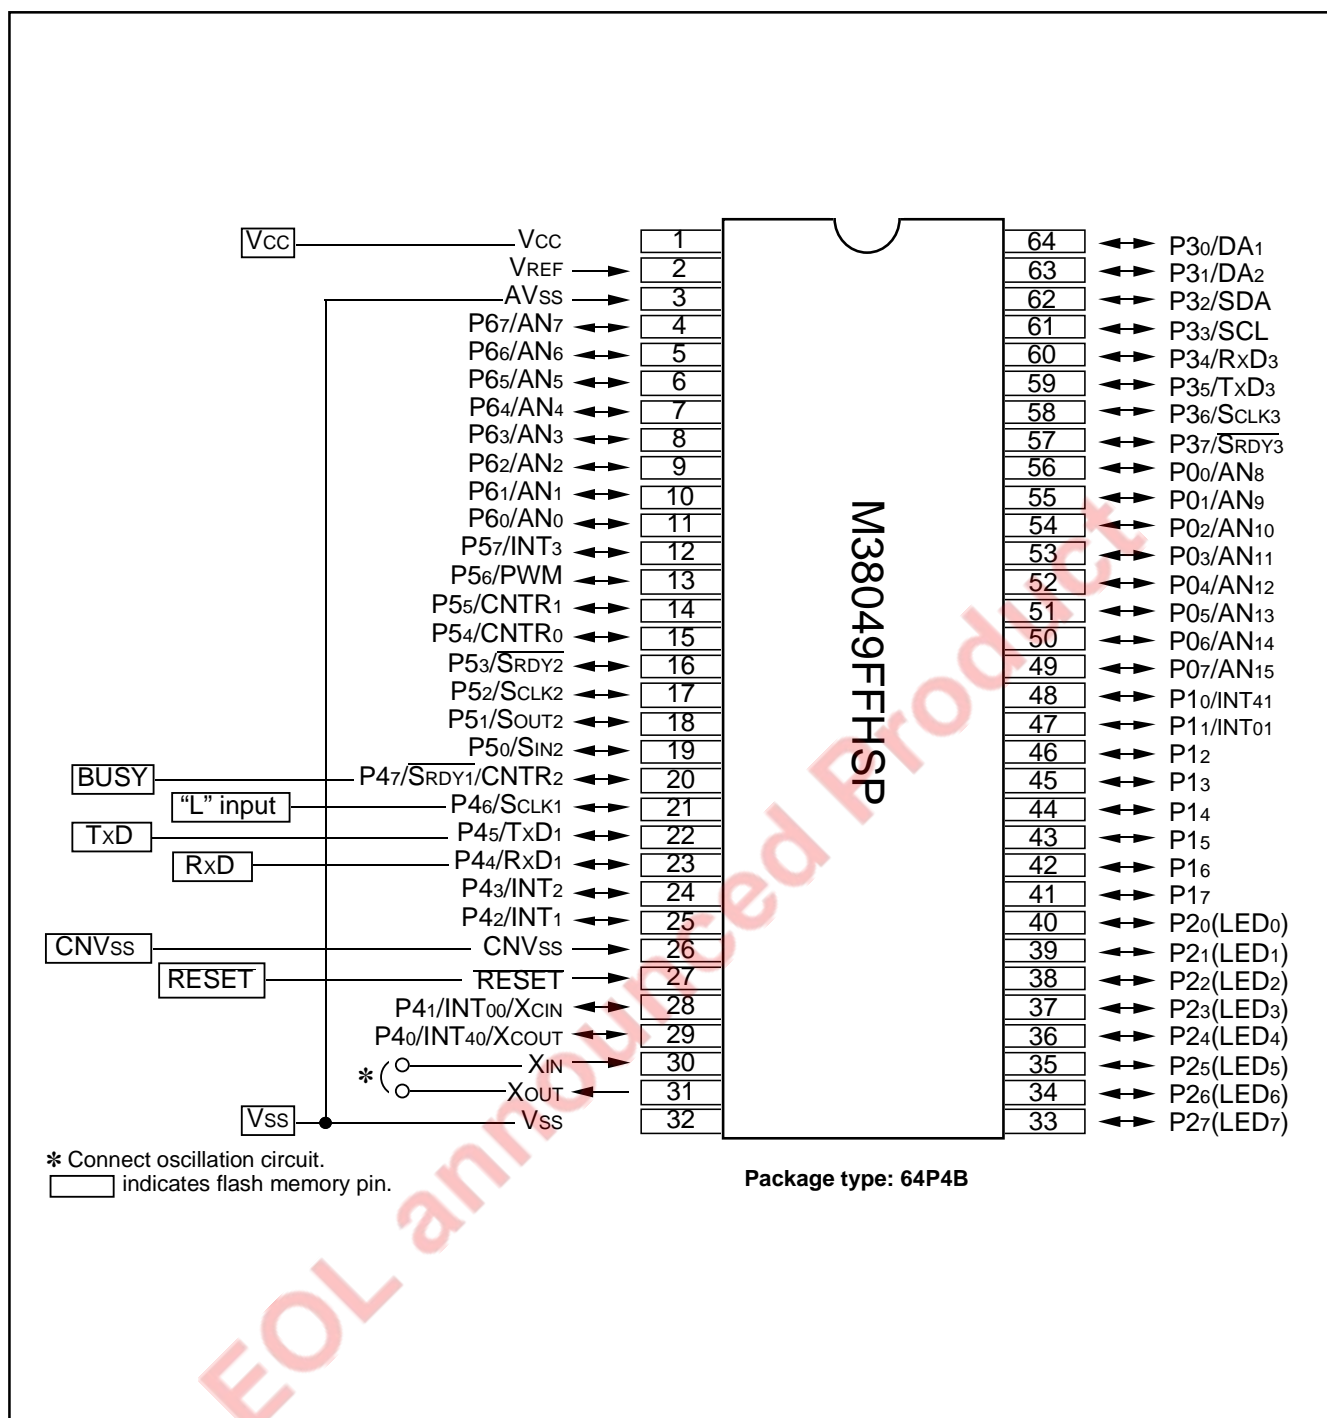 VCC VCC 1
VREF 2
AVSS 3
P67/AN7 4
P66/AN6 5
P65/AN5 6
P64/AN4 7
P63/AN3 8
P62/AN2 9
P61/AN1 10
P60/AN0 11
P57/INT3 12
P56/PWM 13
P55/CNTR1 14
P54/CNTR0 15
P53/SRDY2 16
P52/SCLK2 17
P51/SOUT2 18
P50/SIN2 19
BUSY P47/SRDY1/CNTR2 20
“L” input P46/SCLK1 21
TXD P45/TXD1 22
RXD P44/RXD1 23
P43/INT2 24
P42/INT1 25
CNVSS CNVSS 26
RESET RESET 27
P41/INT00/XCIN 28
P40/INT40/XCOUT 29
XIN 30
✻
XOUT 31
VSS VSS 32
M38049FFHSP
64 P30/DA1
63 P31/DA2
62 P32/SDA
61 P33/SCL
60 P34/RXD3
59 P35/TXD3
58 P36/SCLK3
57 P37/SRDY3
56 P00/AN8
55 P01/AN9
54 P02/AN10
53 P03/AN11
52 P04/AN12
51 P05/AN13
50 P06/AN14
49 P07/AN15
48 P10/INT41
47 P11/INT01
46 P12
45 P13
44 P14
43 P15
42 P16
41 P17
40 P20(LED0)
39 P21(LED1)
38 P22(LED2)
37 P23(LED3)
36 P24(LED4)
35 P25(LED5)
34 P26(LED6)
33 P27(LED7)
✻ Connect oscillation circuit.
indicates flash memory pin.
Package type: 64P4B
EOL announced Product